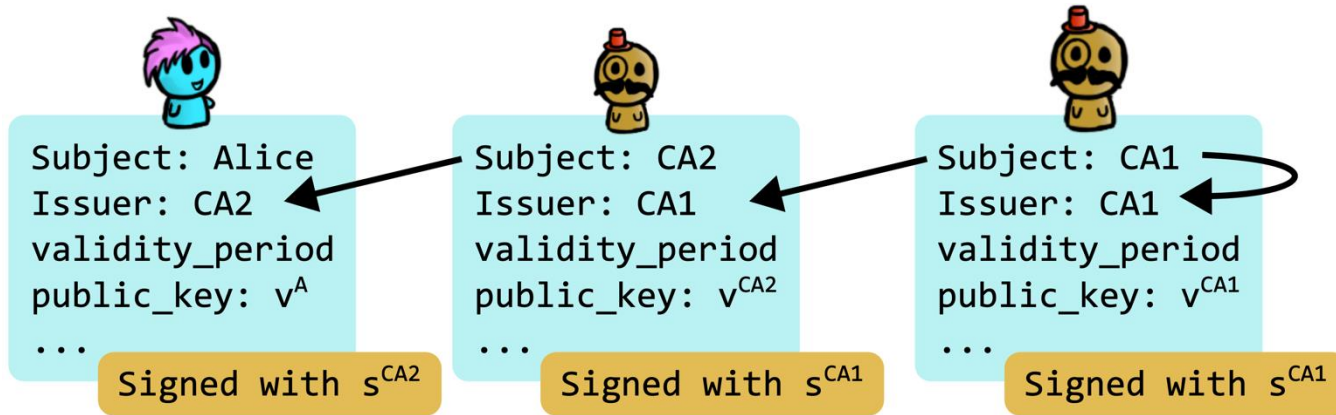 Subject: Alice
Issuer: CA2
validity_period
public_key: v^A
...
Signed with s^CA2
Subject: CA2
Issuer: CA1
validity_period
public_key: v^CA2
...
Signed with s^CA1
Subject: CA1
Issuer: CA1
validity_period
public_key: v^CA1
...
Signed with s^CA1